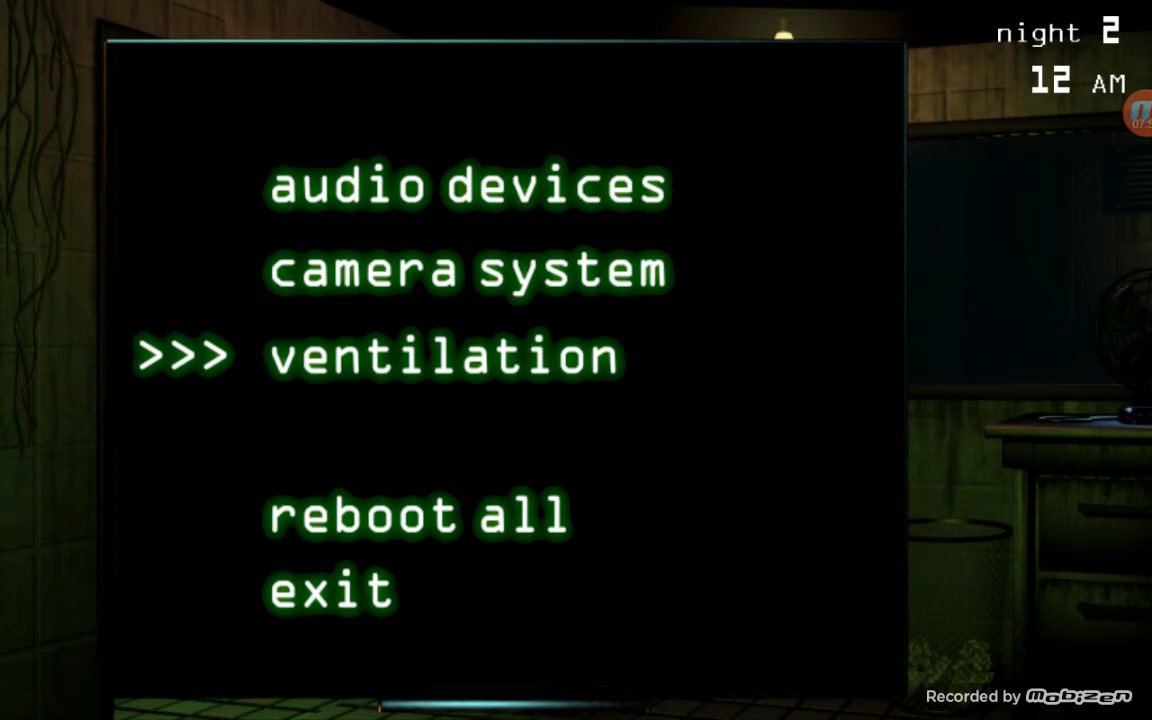 night 2
12 AM
audio devices
camera system
>>> ventilation
reboot all
exit
Recorded by mobizen